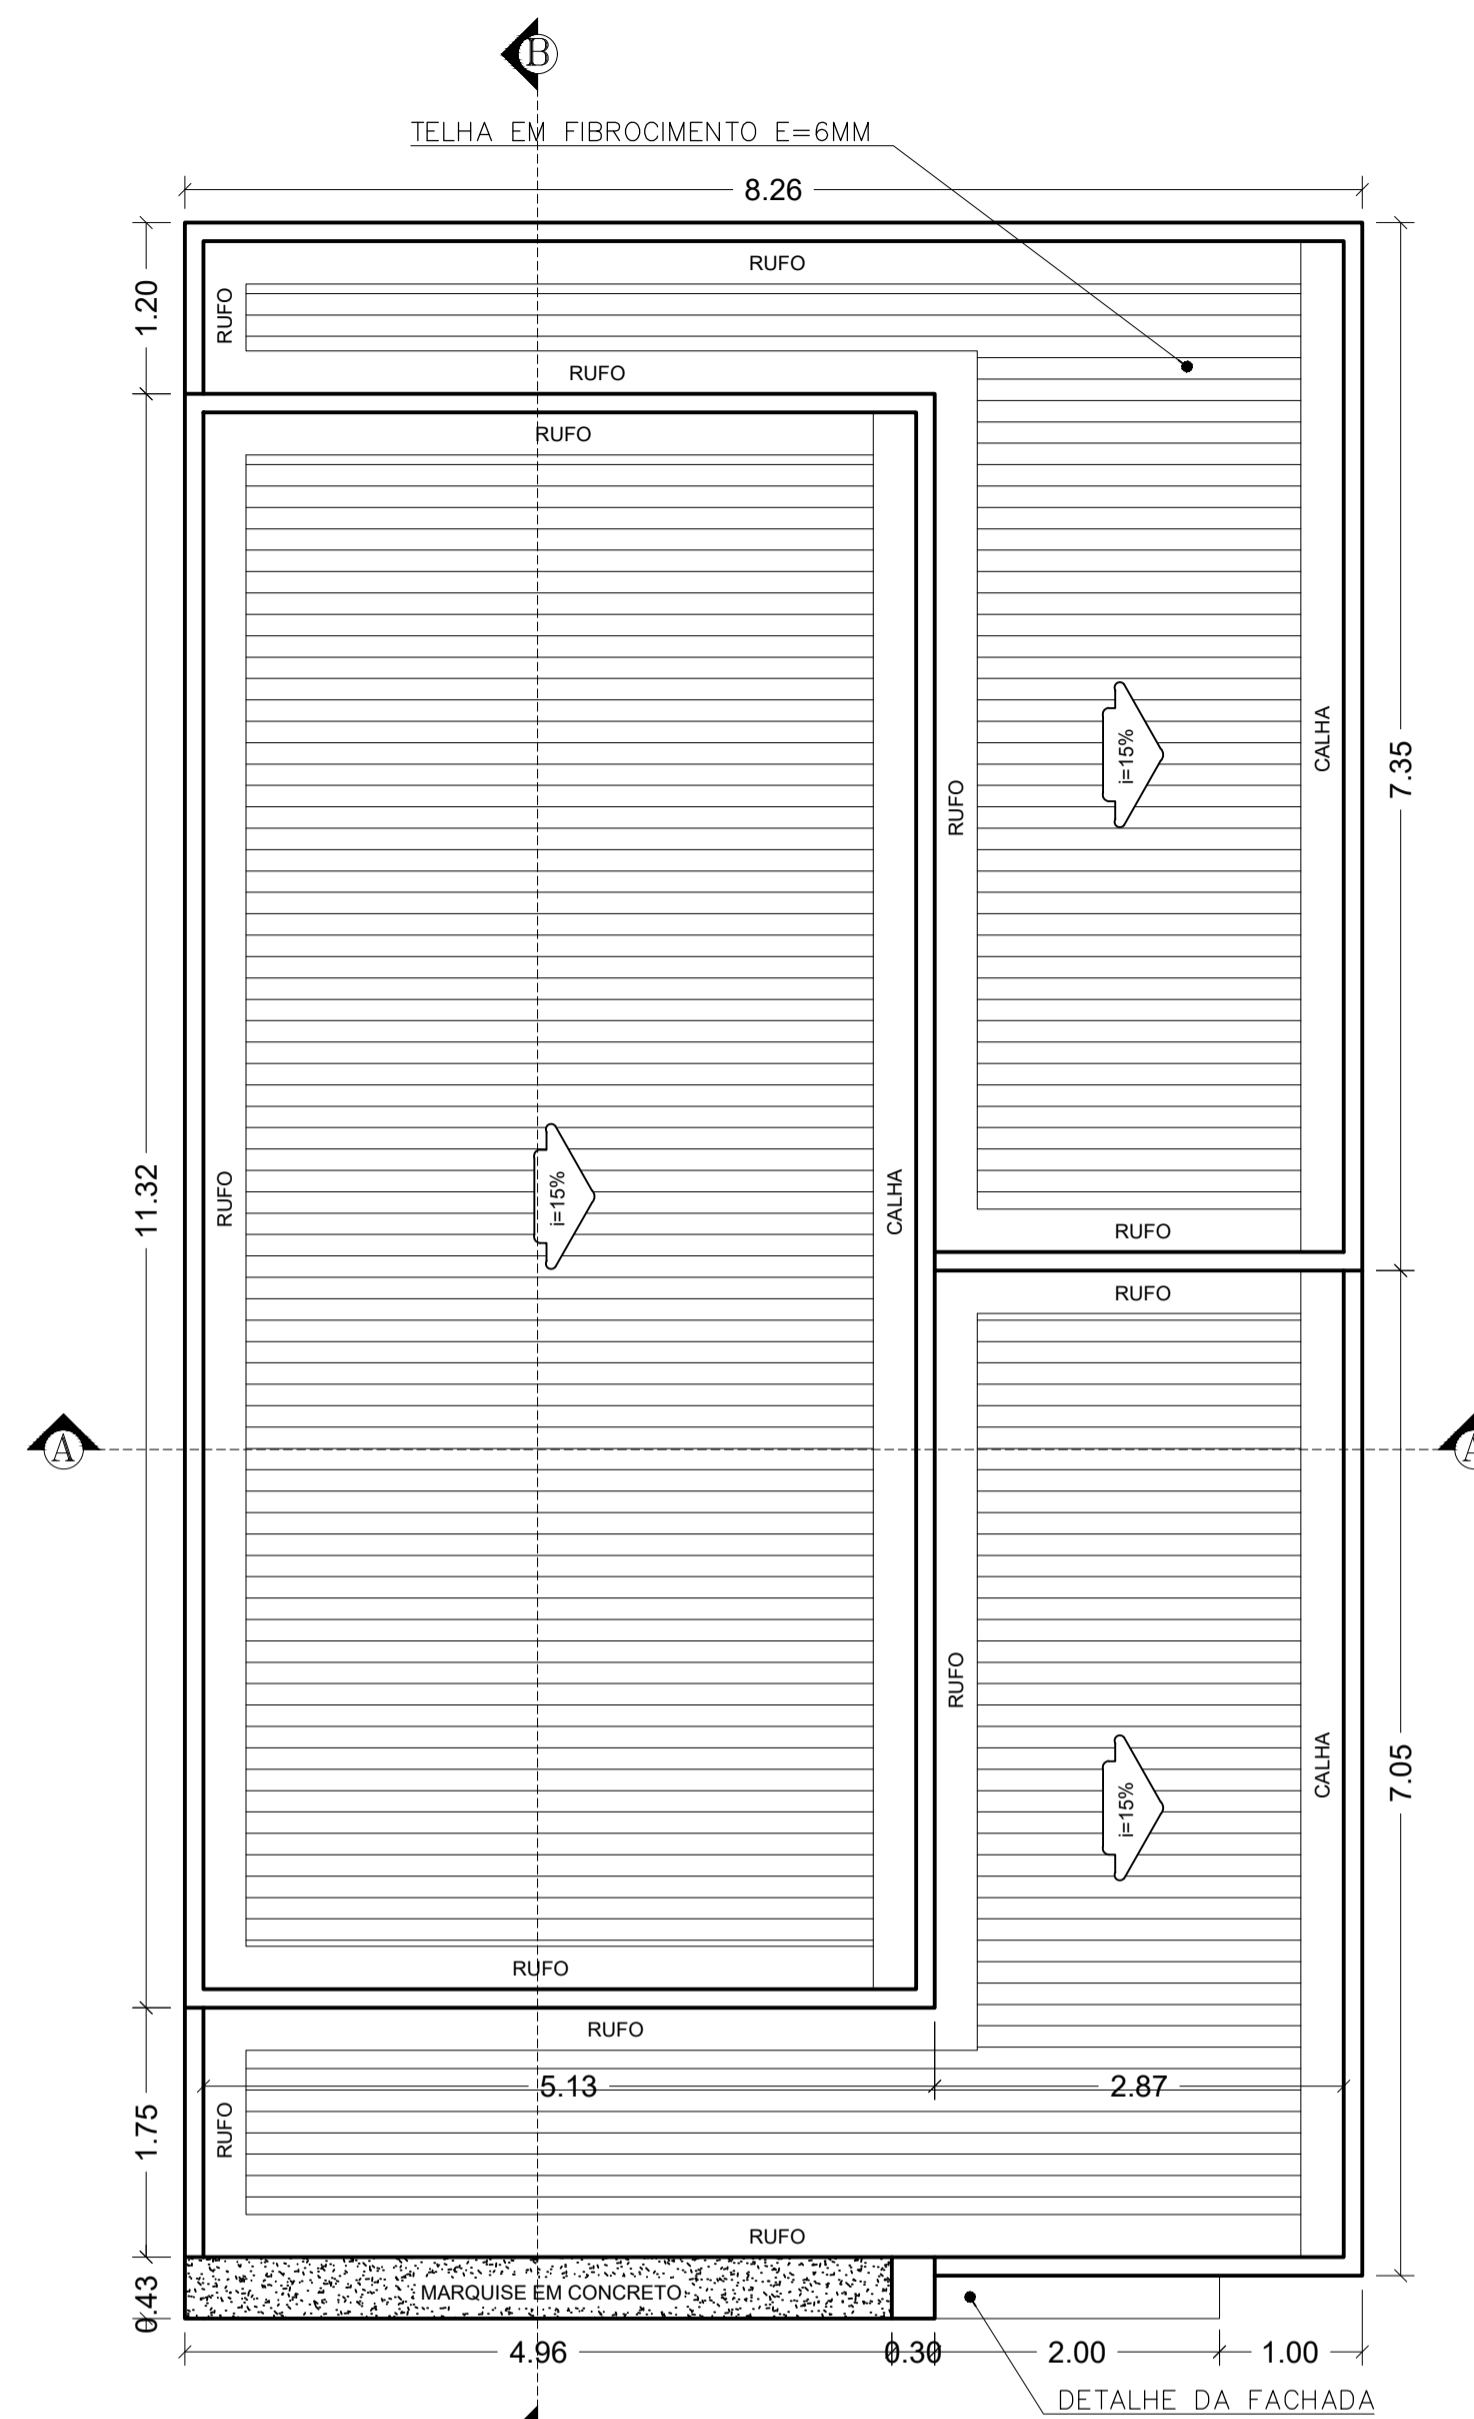 B
TELHA EM FIBROCIMENTO E=6MM
8.26
RUFO
1.20
RUFO
RUFO
RUFO
i=15%
CALHA
7.35
RUFO
11.32
RUFO
i=15%
CALHA
RUFO
RUFO
A
A
RUFO
i=15%
CALHA
7.05
RUFO
RUFO
5.13
2.87
1.75
RUFO
RUFO
0.43
MARQUISE EM CONCRETO
4.96
0.30
2.00
1.00
DETALHE DA FACHADA